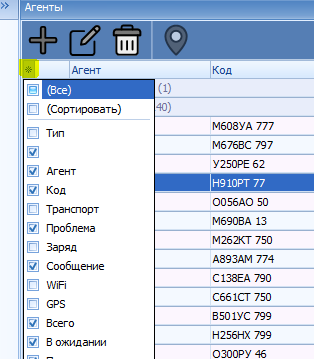 Агенты
Агент Код
(Все) (1)
(Сортировать) 40)
Тип М608УА 777
М676ВС 797
Агент У250РЕ 62
Код Н910РТ 77
Транспорт О056АО 50
Проблема М690ВА 13
Заряд М262КТ 750
Сообщение А893АМ 774
WiFi С138ЕА 790
GPS С661СТ 750
Всего В501УС 799
В ожидании Н256НХ 799
О300РУ 46